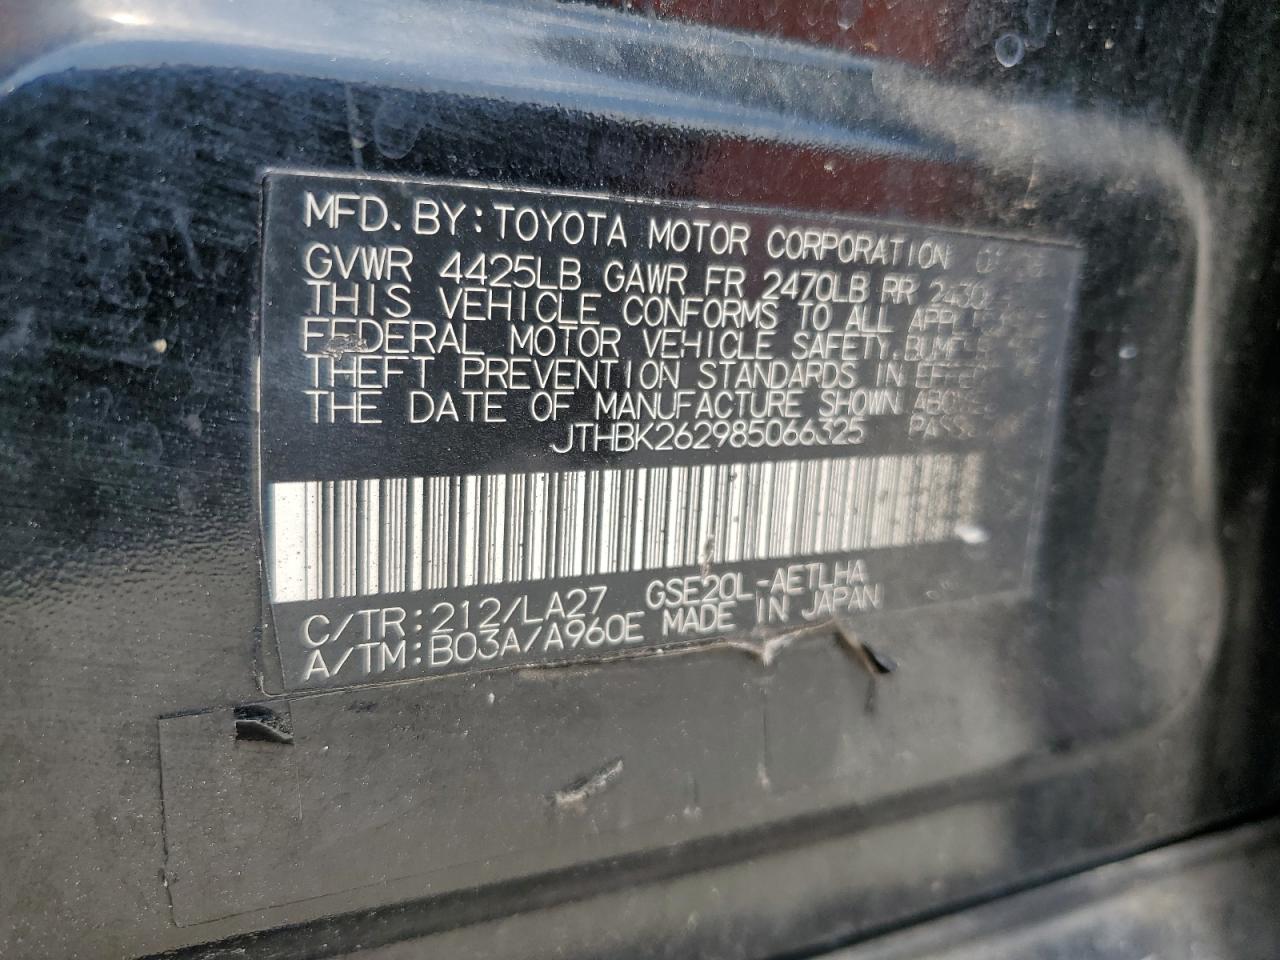 MFD. BY: TOYOTA MOTOR CORPORATION
GVWR 4425LB GAWR FR 2470LB RR
THIS VEHICLE CONFORMS TO ALL
FEDERAL MOTOR VEHICLE SAFETY,
THEFT PREVENTION STANDARDS IN
THE DATE OF MANUFACTURE SHOWN ABOVE.
JTHBK262985066325
C/TR:212/LA27 GSE20L-AETLHA
A/TM:B03A/A960E MADE IN JAPAN